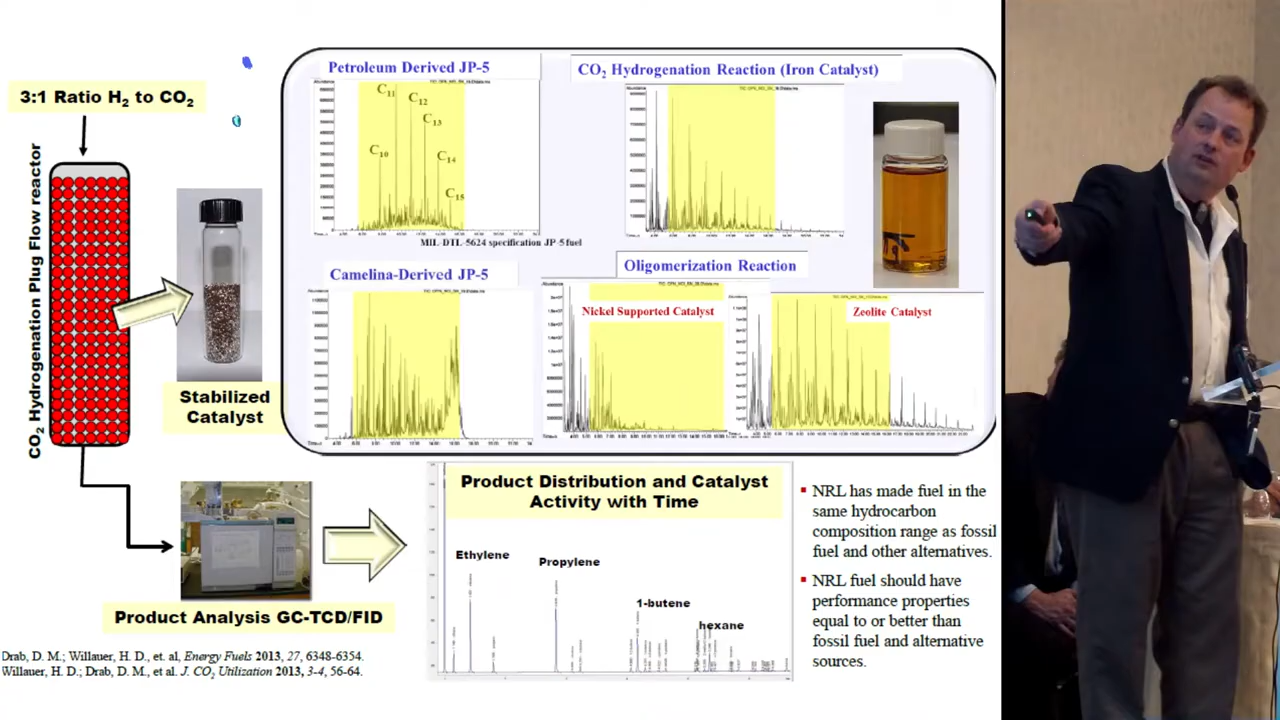 3:1 Ratio H₂ to CO₂
CO₂ Hydrogenation Plug Flow reactor
Stabilized
Catalyst
Product Analysis GC-TCD/FID
Drab, D. M.; Willauer, H. D., et. al, Energy Fuels 2013, 27, 6348-6354.
Willauer, H. D.; Drab, D. M., et al. J. CO₂ Utilization 2013, 3-4, 56-64.
Petroleum Derived JP-5
C₁₀
C₁₁
C₁₂
C₁₃
C₁₄
C₁₅
MIL-DTL-5624 specification JP-5 fuel
CO₂ Hydrogenation Reaction (Iron Catalyst)
Camelina-Derived JP-5
Oligomerization Reaction
Nickel Supported Catalyst
Zeolite Catalyst
Product Distribution and Catalyst
Activity with Time
Ethylene
Propylene
1-butene
hexane
NRL has made fuel in the
same hydrocarbon
composition range as fossil
fuel and other alternatives.
NRL fuel should have
performance properties
equal to or better than
fossil fuel and alternative
sources.